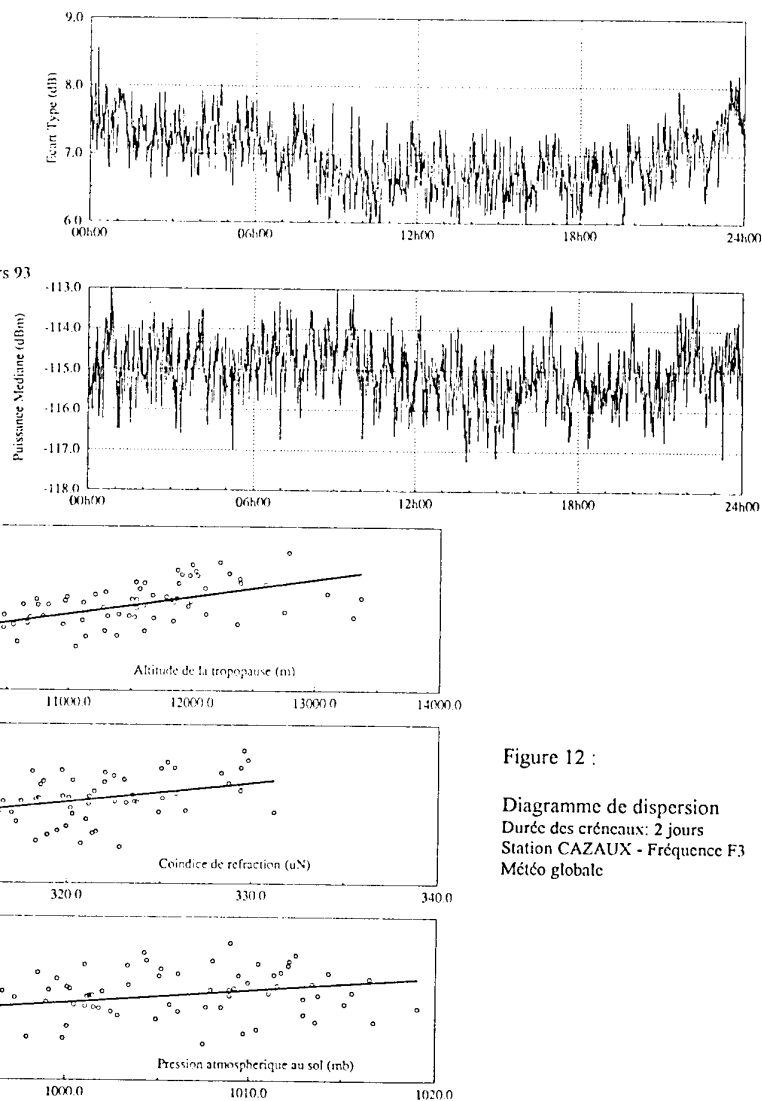 9.0
8.0
7.0
6.0
Ecart Type (dB)
00h00 06h00 12h00 18h00 24h00
rs 93
-113.0
-114.0
-115.0
-116.0
-117.0
-118.0
Puissance Mediane (dBm)
00h00 06h00 12h00 18h00 24h00
Altitude de la tropopause (m)
11000.0 12000.0 13000.0 14000.0
Coindice de refraction (uN)
320.0 330.0 340.0
Pression atmospherique au sol (mb)
1000.0 1010.0 1020.0
Figure 12 :
Diagramme de dispersion
Durée des créneaux: 2 jours
Station CAZAUX - Fréquence F3
Météo globale